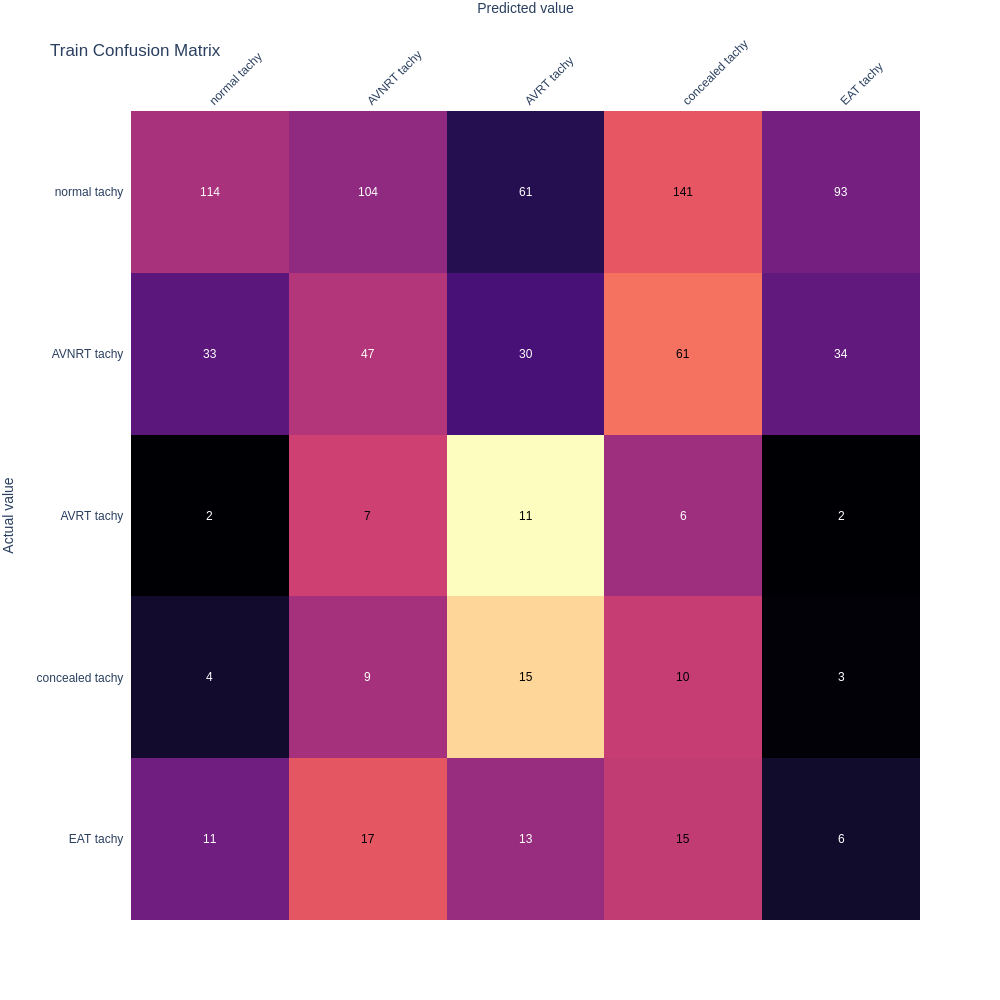 Predicted value
Train Confusion Matrix
normal tachy
AVNRT tachy
AVRT tachy
concealed tachy
EAT tachy
normal tachy 114 104 61 141 93
AVNRT tachy 33 47 30 61 34
AVRT tachy 2 7 11 6 2
concealed tachy 4 9 15 10 3
EAT tachy 11 17 13 15 6
Actual value